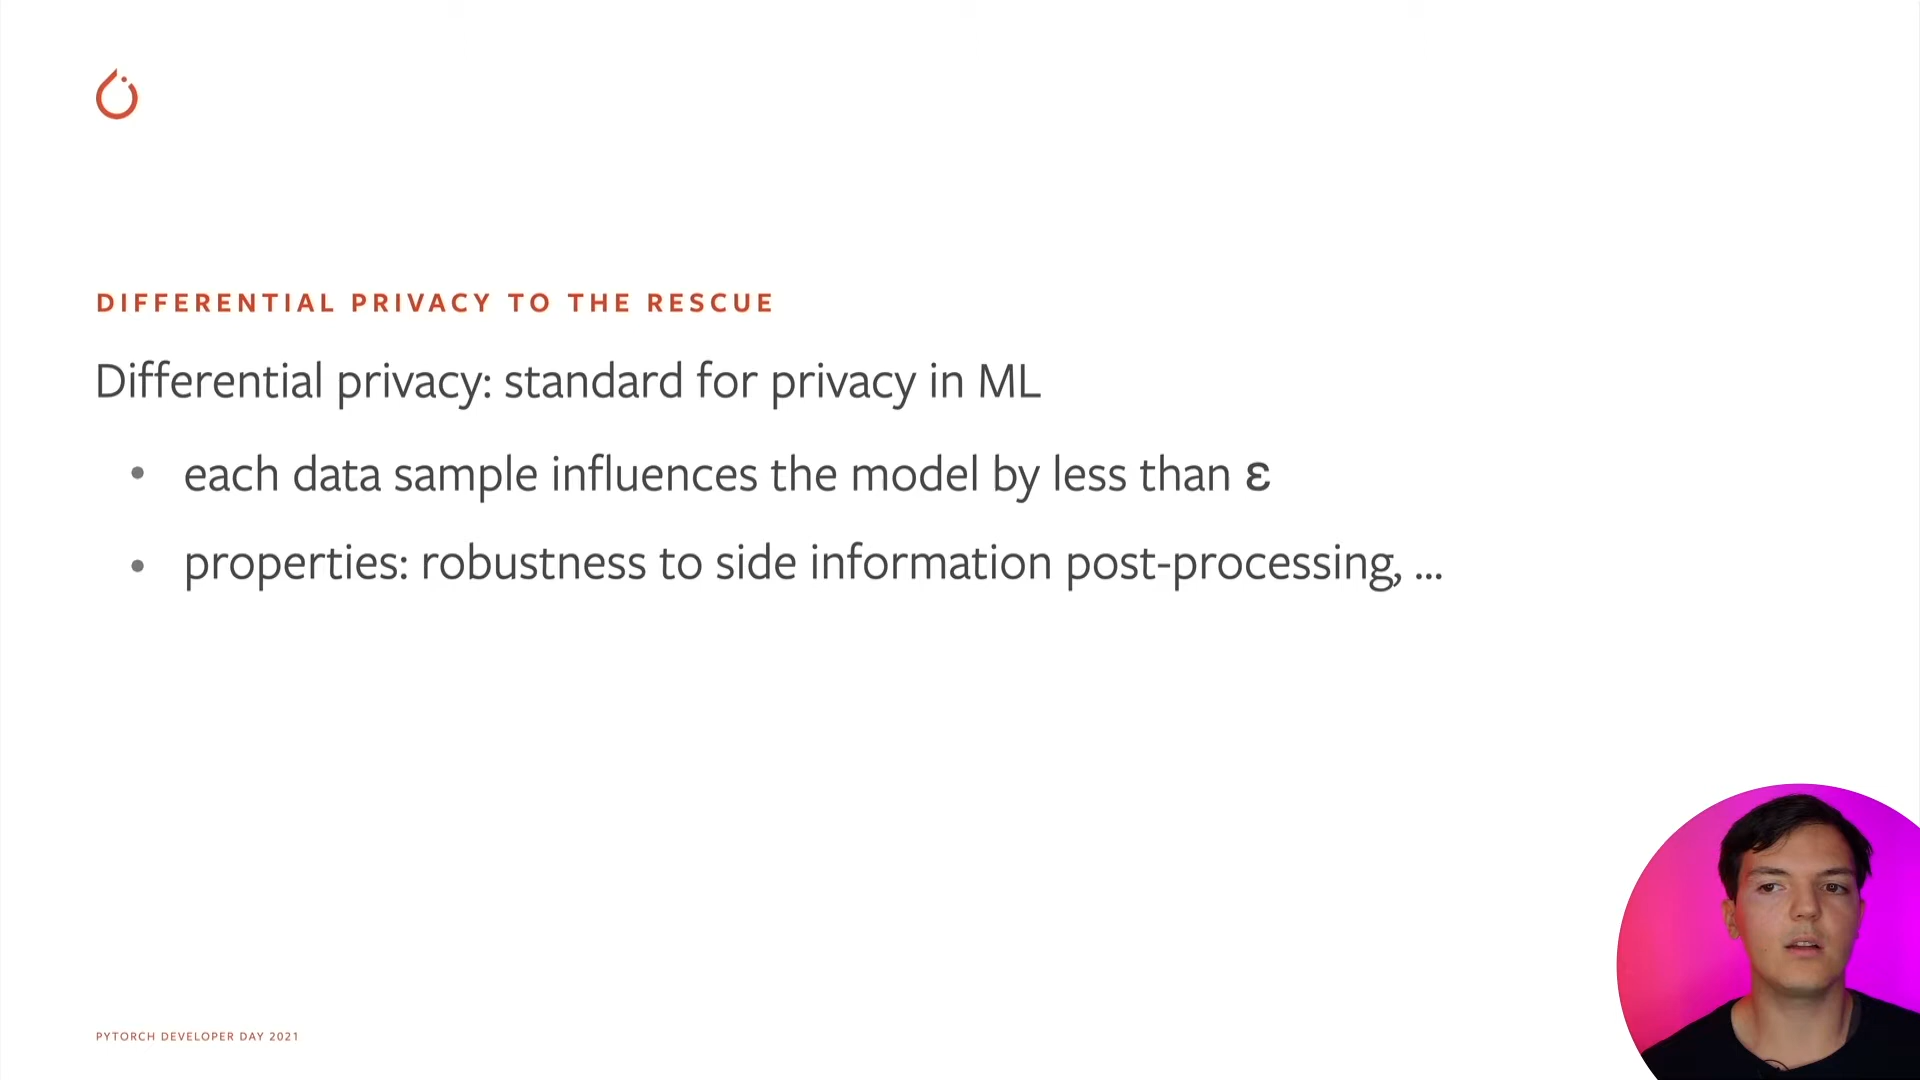 DIFFERENTIAL PRIVACY TO THE RESCUE
Differential privacy: standard for privacy in ML
• each data sample influences the model by less than ε
• properties: robustness to side information post-processing, ...
PYTORCH DEVELOPER DAY 2021